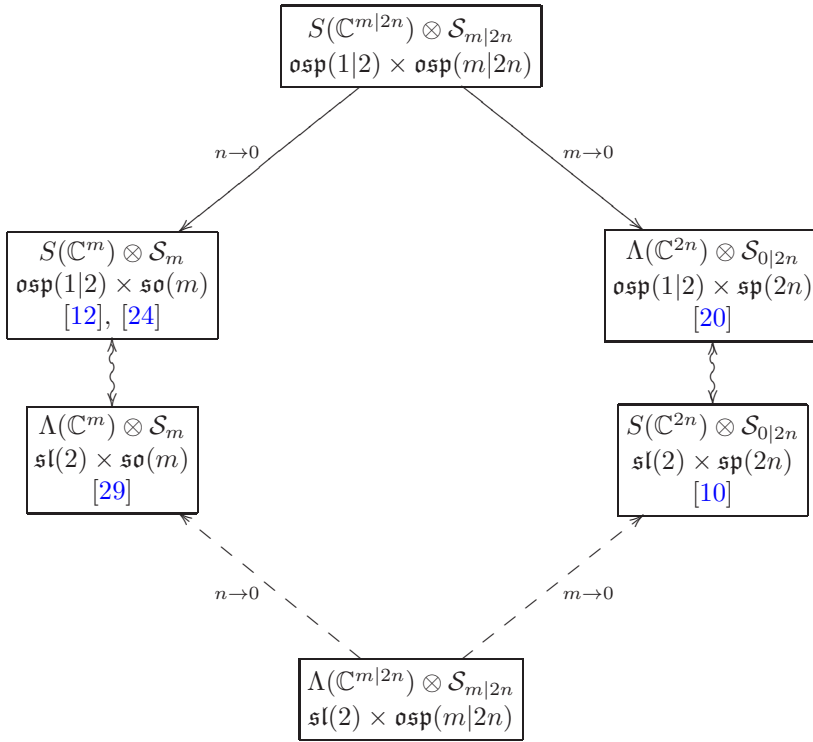 S(ℂ^{m|2n}) ⊗ 𝒮_{m|2n}
𝔬𝔰𝔭(1|2) × 𝔬𝔰𝔭(m|2n)
n→0
m→0
S(ℂ^m) ⊗ 𝒮_m
𝔬𝔰𝔭(1|2) × 𝔰𝔬(m)
[12], [24]
Λ(ℂ^{2n}) ⊗ 𝒮_{0|2n}
𝔬𝔰𝔭(1|2) × 𝔰𝔭(2n)
[20]
Λ(ℂ^m) ⊗ 𝒮_m
𝔰𝔩(2) × 𝔰𝔬(m)
[29]
S(ℂ^{2n}) ⊗ 𝒮_{0|2n}
𝔰𝔩(2) × 𝔰𝔭(2n)
[10]
n→0
m→0
Λ(ℂ^{m|2n}) ⊗ 𝒮_{m|2n}
𝔰𝔩(2) × 𝔬𝔰𝔭(m|2n)